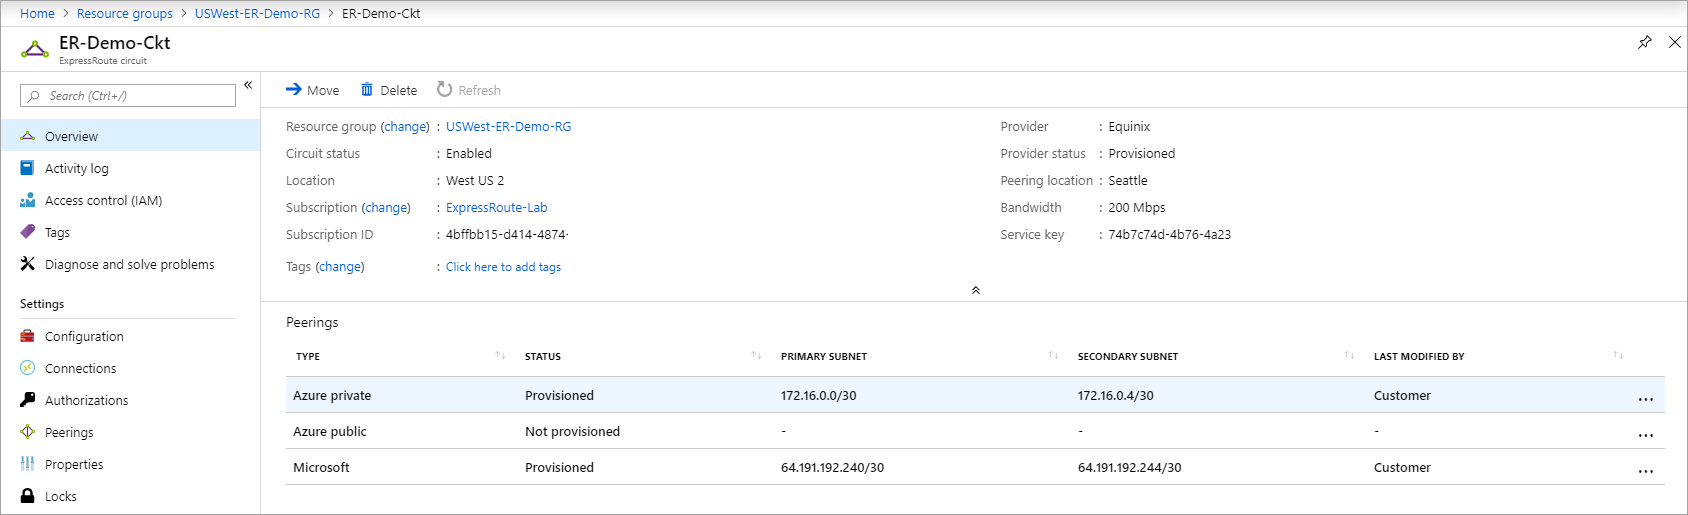 Home > Resource groups > USWest-ER-Demo-RG > ER-Demo-Ckt
ER-Demo-Ckt
ExpressRoute circuit
Search (Ctrl+/)
Overview
Activity log
Access control (IAM)
Tags
Diagnose and solve problems
Settings
Configuration
Connections
Authorizations
Peerings
Properties
Locks
Move Delete Refresh
Resource group (change) : USWest-ER-Demo-RG
Circuit status : Enabled
Location : West US 2
Subscription (change) : ExpressRoute-Lab
Subscription ID : 4bffbb15-d414-4874-
Tags (change) : Click here to add tags
Provider : Equinix
Provider status : Provisioned
Peering location : Seattle
Bandwidth : 200 Mbps
Service key : 74b7c74d-4b76-4a23
Peerings
TYPE STATUS PRIMARY SUBNET SECONDARY SUBNET LAST MODIFIED BY
Azure private Provisioned 172.16.0.0/30 172.16.0.4/30 Customer ...
Azure public Not provisioned - - - ...
Microsoft Provisioned 64.191.192.240/30 64.191.192.244/30 Customer ...